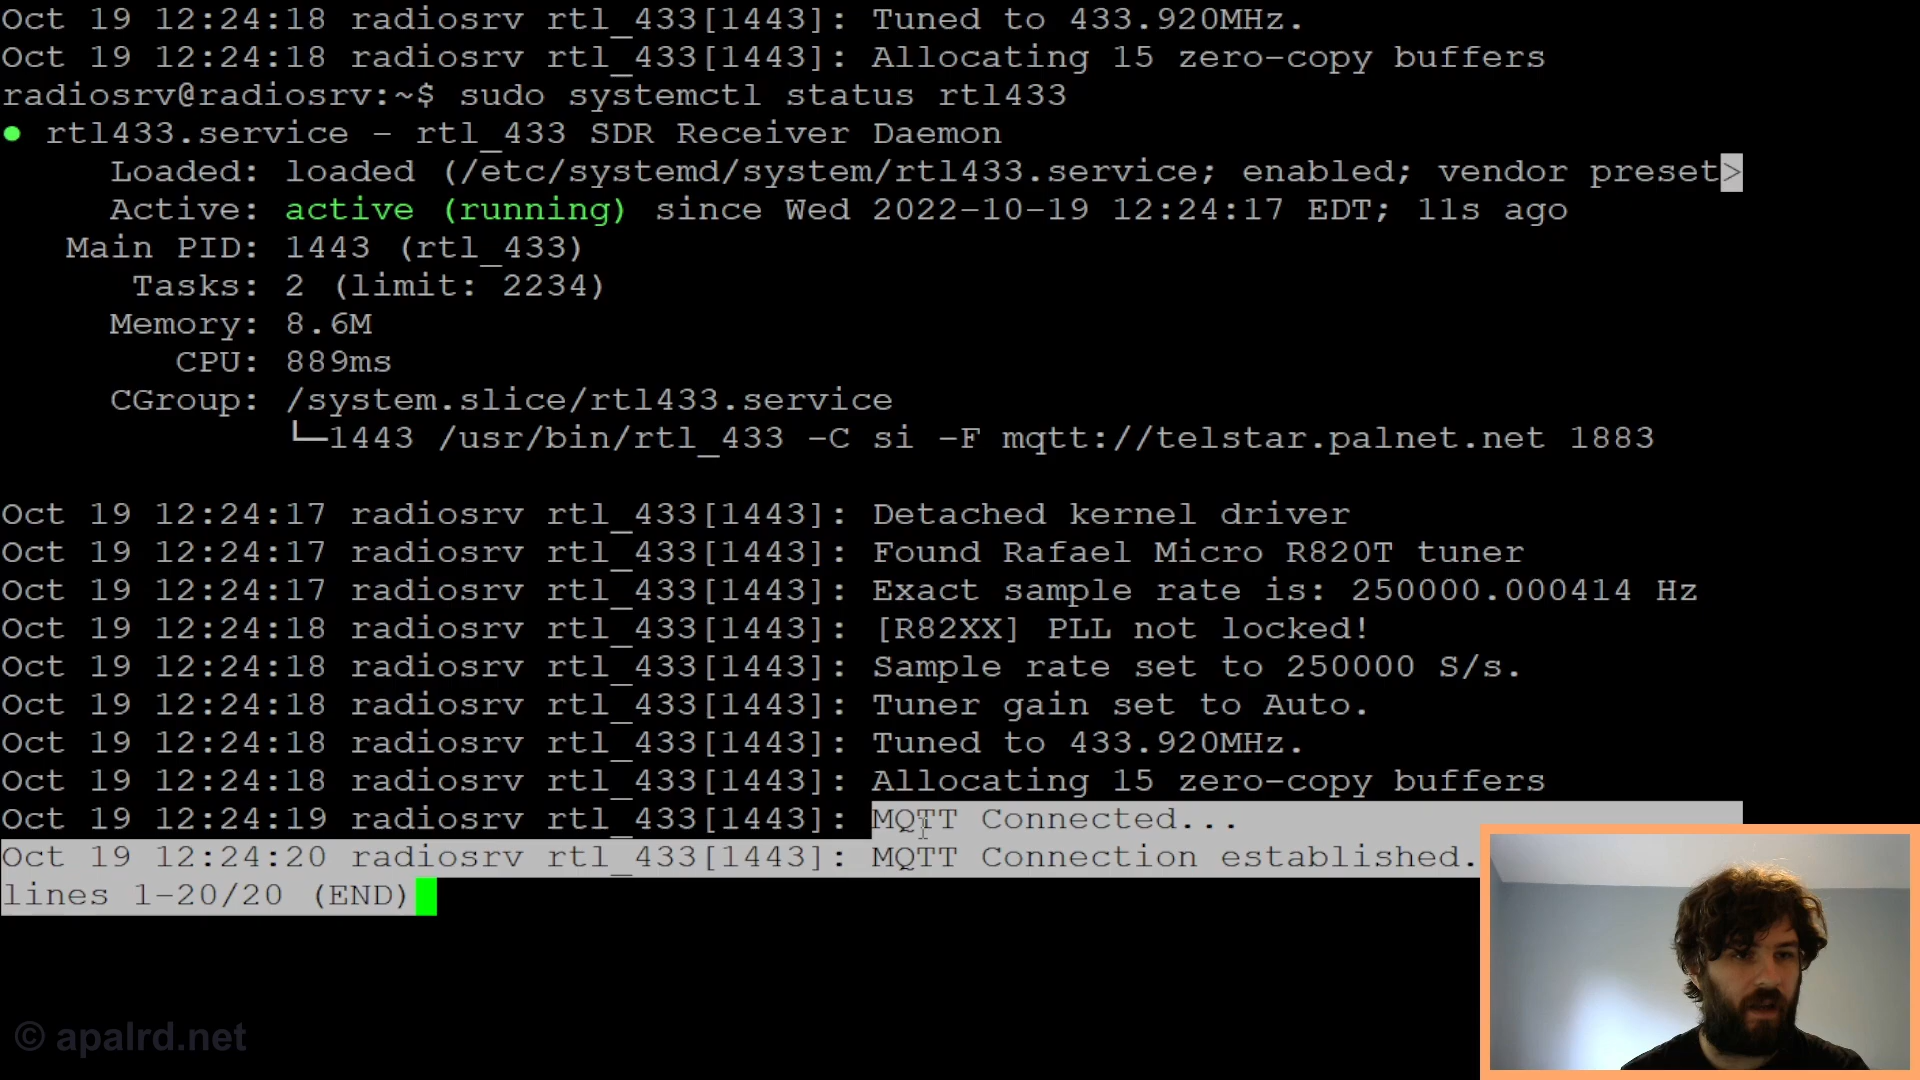 Oct 19 12:24:18 radiosrv rtl_433[1443]: Tuned to 433.920MHz.
Oct 19 12:24:18 radiosrv rtl_433[1443]: Allocating 15 zero-copy buffers
radiosrv@radiosrv:~$ sudo systemctl status rtl433
● rtl433.service - rtl_433 SDR Receiver Daemon
Loaded: loaded (/etc/systemd/system/rtl433.service; enabled; vendor preset>
Active: active (running) since Wed 2022-10-19 12:24:17 EDT; 11s ago
Main PID: 1443 (rtl_433)
Tasks: 2 (limit: 2234)
Memory: 8.6M
CPU: 889ms
CGroup: /system.slice/rtl433.service
└─1443 /usr/bin/rtl_433 -C si -F mqtt://telstar.palnet.net 1883
Oct 19 12:24:17 radiosrv rtl_433[1443]: Detached kernel driver
Oct 19 12:24:17 radiosrv rtl_433[1443]: Found Rafael Micro R820T tuner
Oct 19 12:24:17 radiosrv rtl_433[1443]: Exact sample rate is: 250000.000414 Hz
Oct 19 12:24:18 radiosrv rtl_433[1443]: [R82XX] PLL not locked!
Oct 19 12:24:18 radiosrv rtl_433[1443]: Sample rate set to 250000 S/s.
Oct 19 12:24:18 radiosrv rtl_433[1443]: Tuner gain set to Auto.
Oct 19 12:24:18 radiosrv rtl_433[1443]: Tuned to 433.920MHz.
Oct 19 12:24:18 radiosrv rtl_433[1443]: Allocating 15 zero-copy buffers
Oct 19 12:24:19 radiosrv rtl_433[1443]: MQTT Connected...
Oct 19 12:24:20 radiosrv rtl_433[1443]: MQTT Connection established.
lines 1-20/20 (END)
© apalrd.net